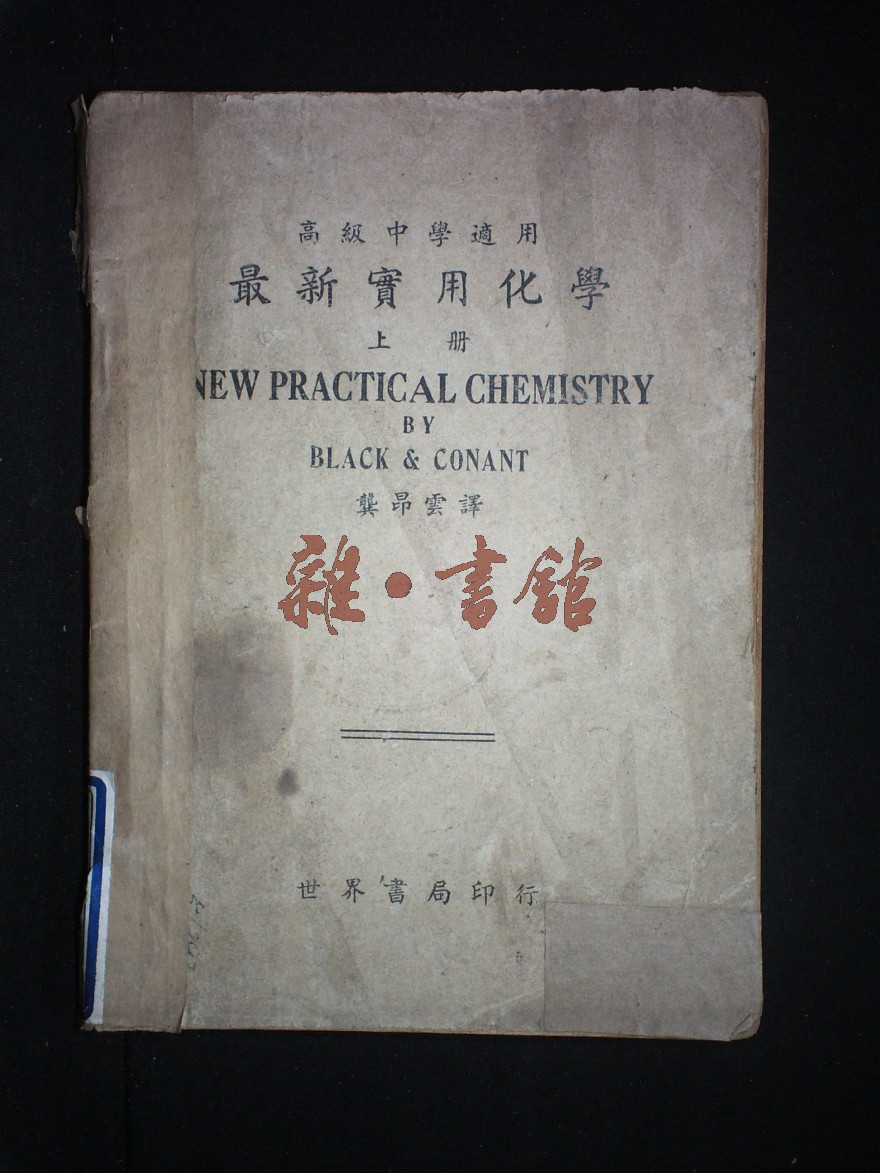 高級中學適用
最新實用化學
上册
NEW PRACTICAL CHEMISTRY
BY
BLACK & CONANT
龔昂雲譯
雜·書館
世界書局印行